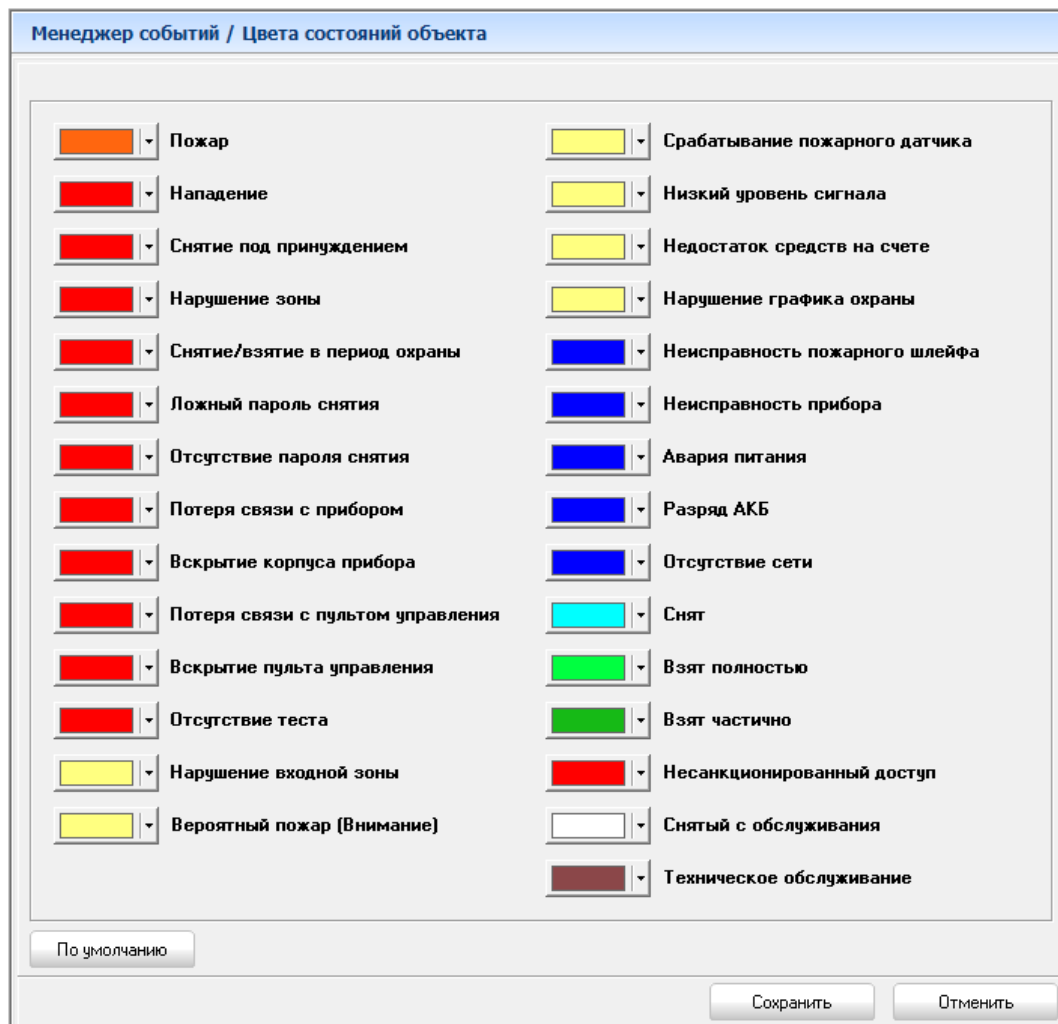 Менеджер событий / Цвета состояний объекта
Пожар
Нападение
Снятие под принуждением
Нарушение зоны
Снятие/взятие в период охраны
Ложный пароль снятия
Отсутствие пароля снятия
Потеря связи с прибором
Вскрытие корпуса прибора
Потеря связи с пультом управления
Вскрытие пульта управления
Отсутствие теста
Нарушение входной зоны
Вероятный пожар (Внимание)
Срабатывание пожарного датчика
Низкий уровень сигнала
Недостаток средств на счете
Нарушение графика охраны
Неисправность пожарного шлейфа
Неисправность прибора
Авария питания
Разряд АКБ
Отсутствие сети
Снят
Взят полностью
Взят частично
Несанкционированный доступ
Снятый с обслуживания
Техническое обслуживание
По умолчанию
Сохранить
Отменить